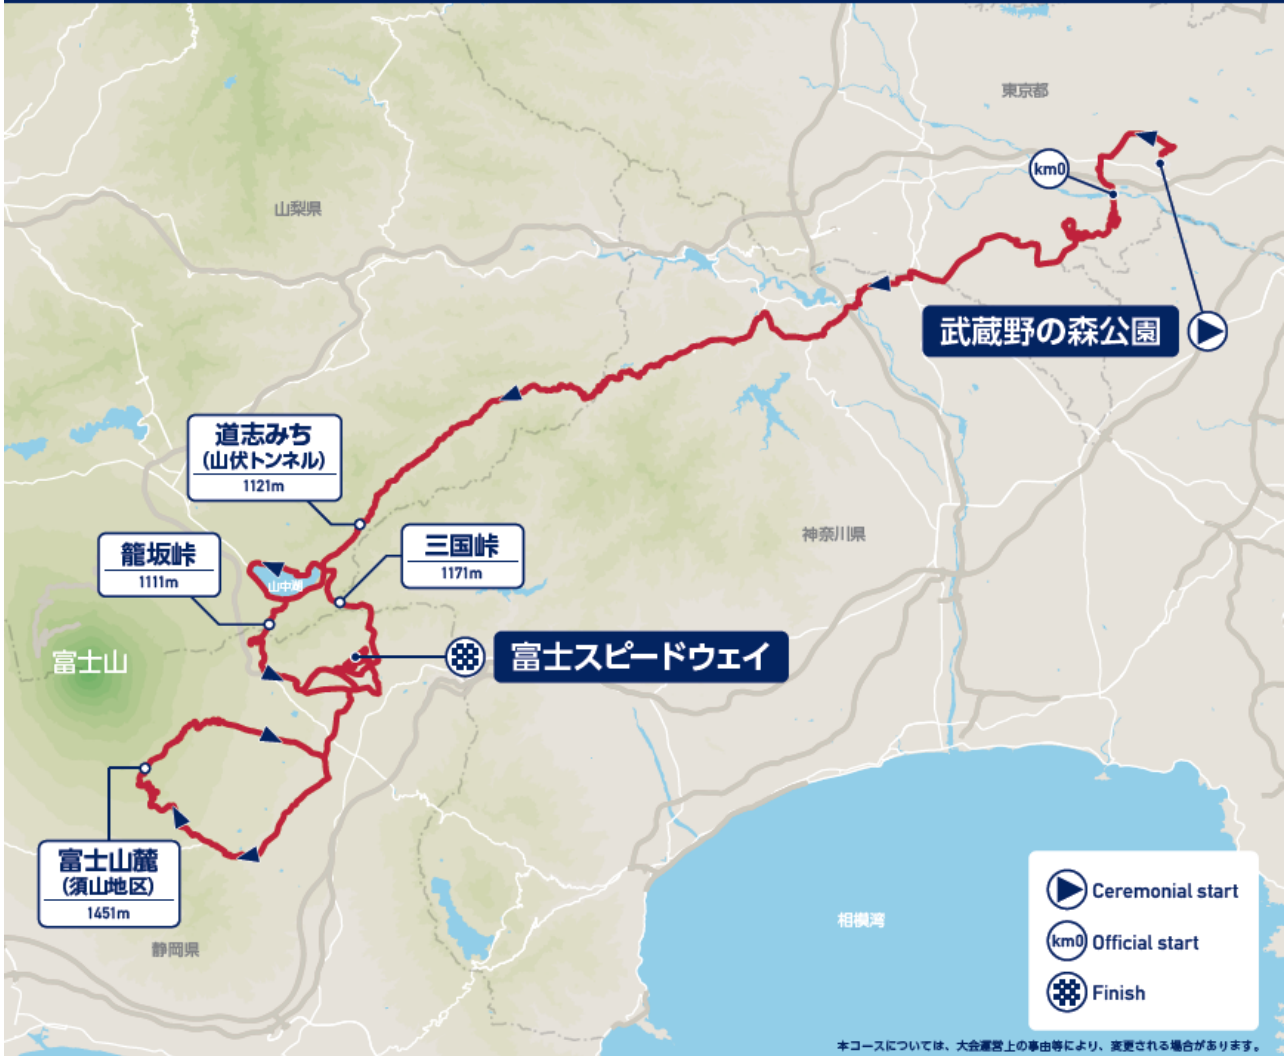 東京都
km0
山梨県
武蔵野の森公園
道志みち
(山伏トンネル)
1121m
神奈川県
籠坂峠
1111m
三国峠
1171m
山中湖
富士山
富士スピードウェイ
富士山麓
(須山地区)
1451m
静岡県
相模湾
Ceremonial start
km0 Official start
Finish
本コースについては、大会運営上の事由等により、変更される場合があります。